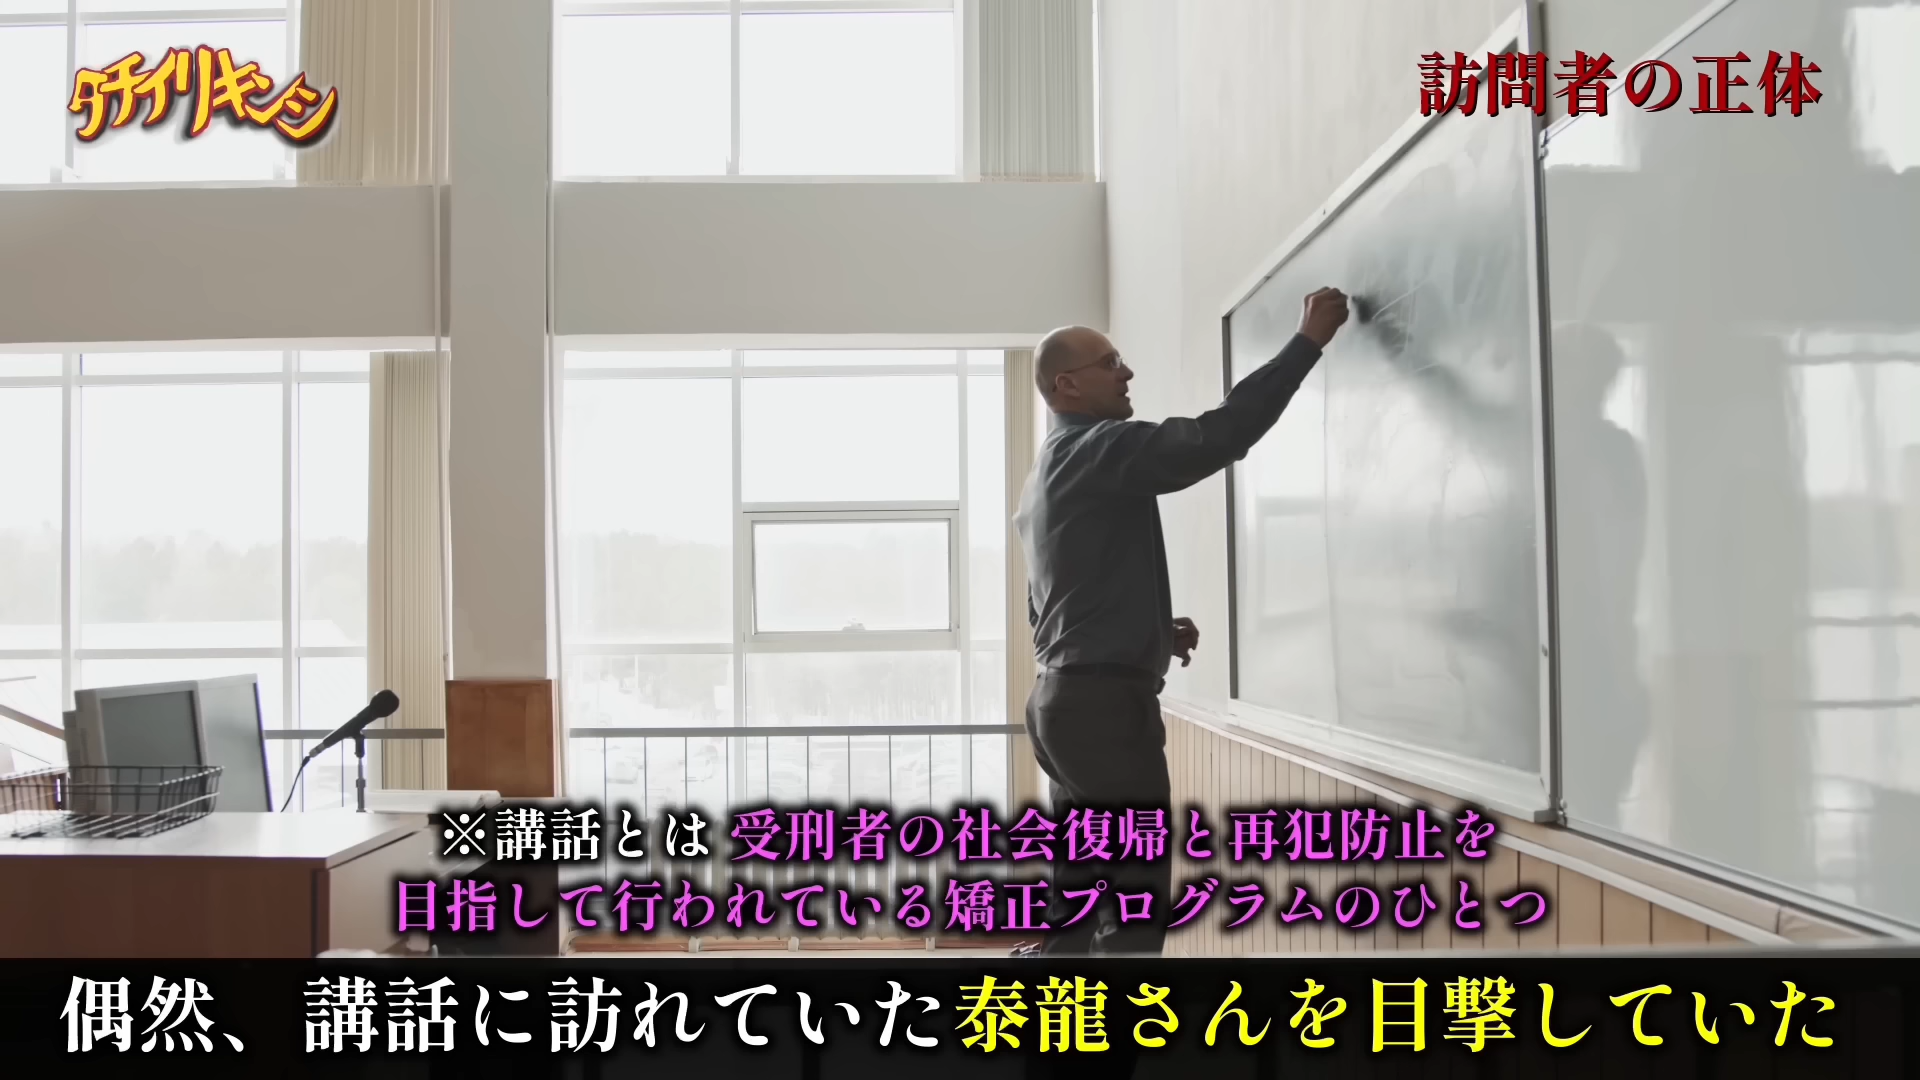 タチイリキンシ
訪問者の正体
※講話とは 受刑者の社会復帰と再犯防止を
目指して行われている矯正プログラムのひとつ
偶然、講話に訪れていた泰龍さんを目撃していた